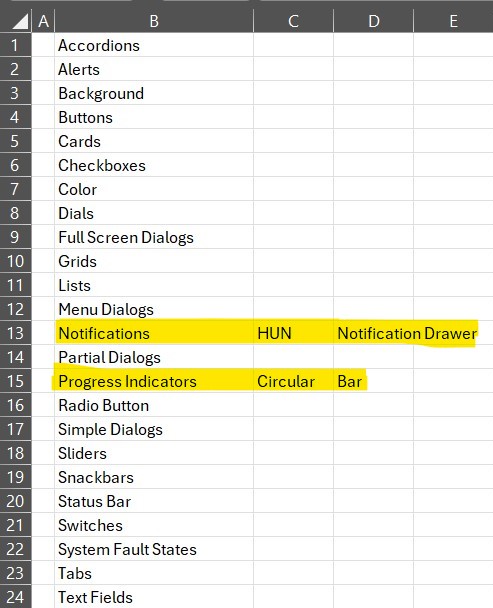 A B C D E
1 Accordions
2 Alerts
3 Background
4 Buttons
5 Cards
6 Checkboxes
7 Color
8 Dials
9 Full Screen Dialogs
10 Grids
11 Lists
12 Menu Dialogs
13 Notifications HUN Notification Drawer
14 Partial Dialogs
15 Progress Indicators Circular Bar
16 Radio Button
17 Simple Dialogs
18 Sliders
19 Snackbars
20 Status Bar
21 Switches
22 System Fault States
23 Tabs
24 Text Fields